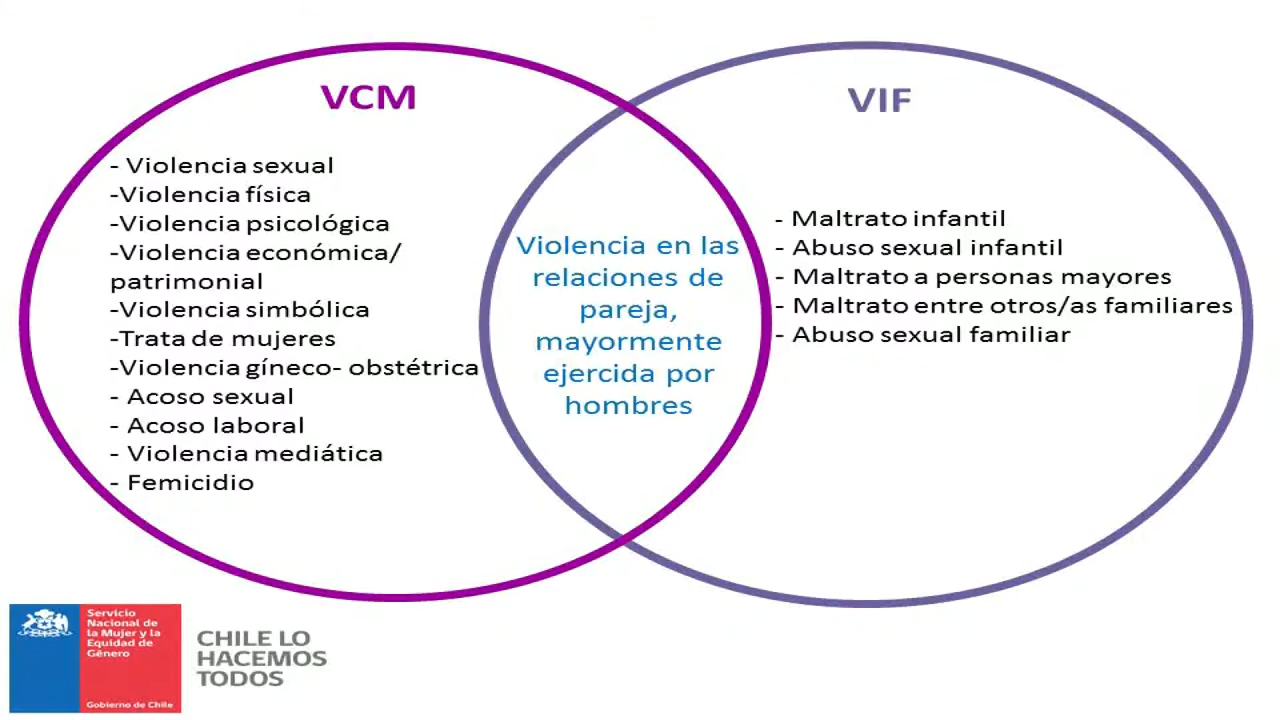 VCM
- Violencia sexual
-Violencia física
-Violencia psicológica
-Violencia económica/
patrimonial
-Violencia simbólica
-Trata de mujeres
-Violencia gíneco- obstétrica
- Acoso sexual
- Acoso laboral
- Violencia mediática
- Femicidio
Violencia en las
relaciones de
pareja,
mayormente
ejercida por
hombres
VIF
- Maltrato infantil
- Abuso sexual infantil
- Maltrato a personas mayores
- Maltrato entre otros/as familiares
- Abuso sexual familiar
Servicio
Nacional de
la Mujer y la
Equidad de
Género
Gobierno de Chile
CHILE LO
HACEMOS
TODOS